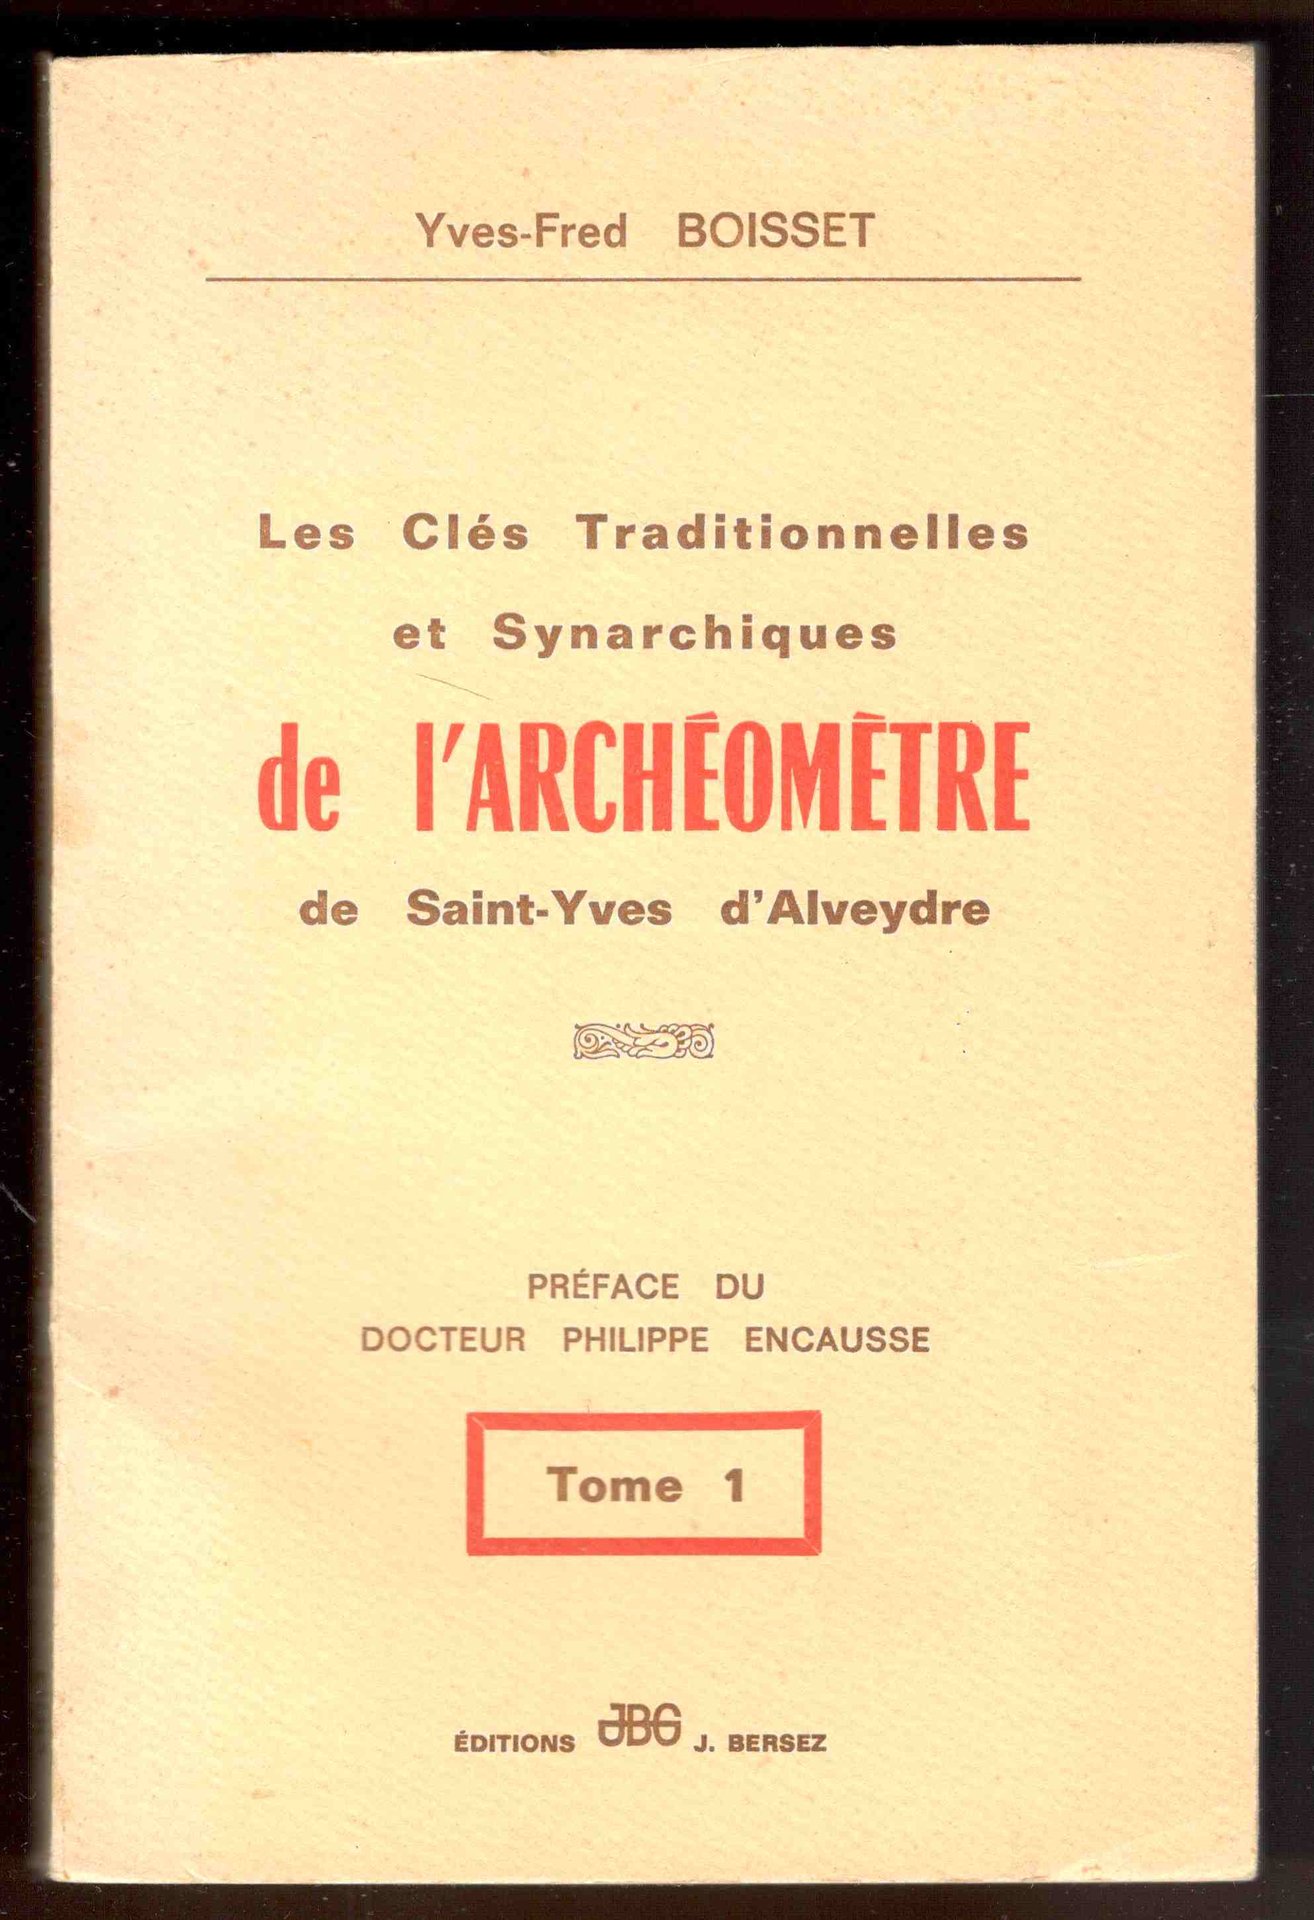 Yves-Fred BOISSET
Les Clés Traditionnelles
et Synarchiques
de l'ARCHÉOMÈTRE
de Saint-Yves d'Alveydre
PRÉFACE DU
DOCTEUR PHILIPPE ENCAUSSE
Tome 1
ÉDITIONS JBG J. BERSEZ